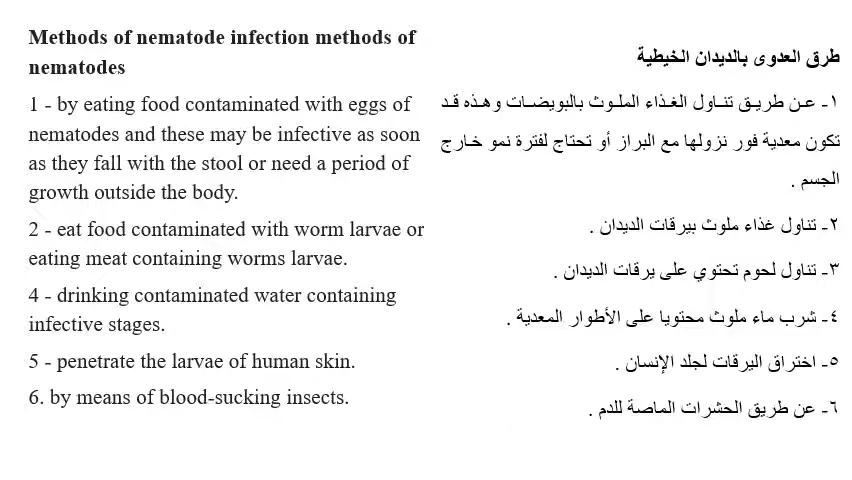 Methods of nematode infection methods of
nematodes
1 - by eating food contaminated with eggs of
nematodes and these may be infective as soon
as they fall with the stool or need a period of
growth outside the body.
2 - eat food contaminated with worm larvae or
eating meat containing worms larvae.
4 - drinking contaminated water containing
infective stages.
5 - penetrate the larvae of human skin.
6. by means of blood-sucking insects.
طرق العدوى بالديدان الخيطية
١- عن طريق تناول الغذاء الملوث بالبويضات وهذه قد
تكون معدية فور نزولها مع البراز أو تحتاج لفترة نمو خارج
الجسم .
٢- تناول غذاء ملوث بيرقات الديدان .
٣- تناول لحوم تحتوي على يرقات الديدان .
٤- شرب ماء ملوث محتويا على الأطوار المعدية .
٥- اختراق اليرقات لجلد الإنسان .
٦- عن طريق الحشرات الماصة للدم .